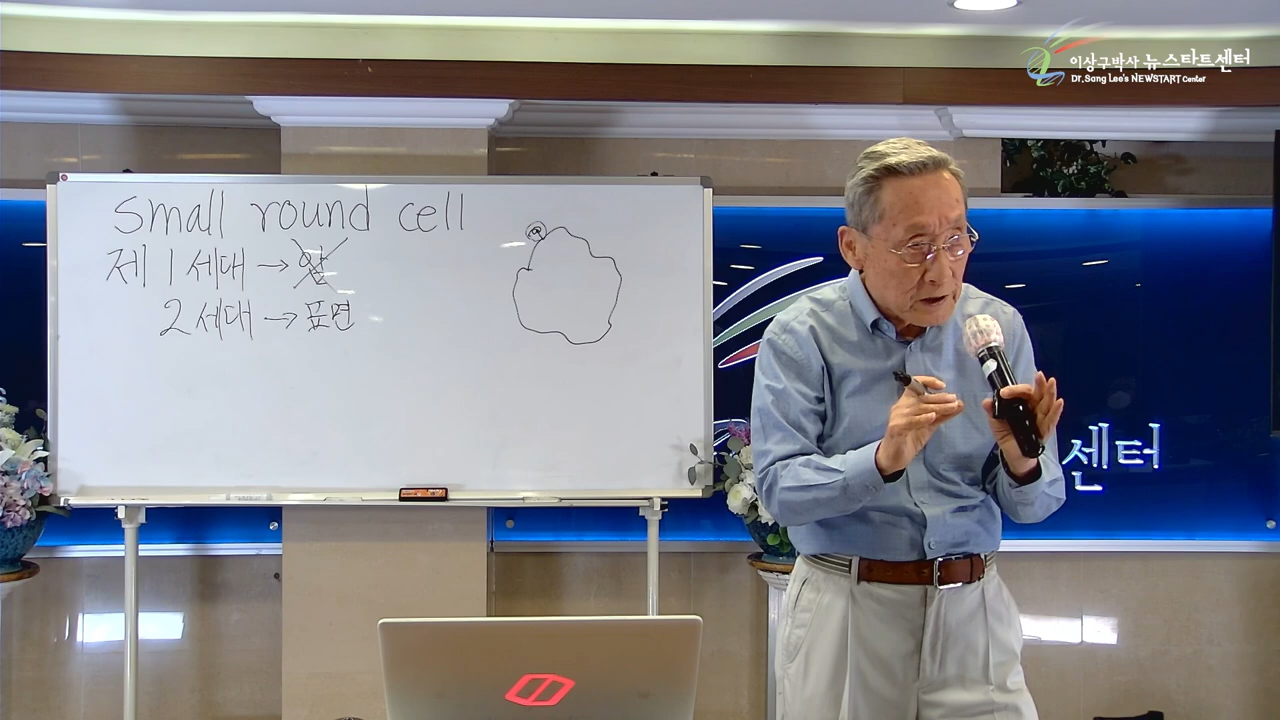 이상구박사 뉴스타트센터
Dr.Sang Lee's NEWSTART Center
small round cell
제 1 세대 → 암
2 세대 → 표면
센터